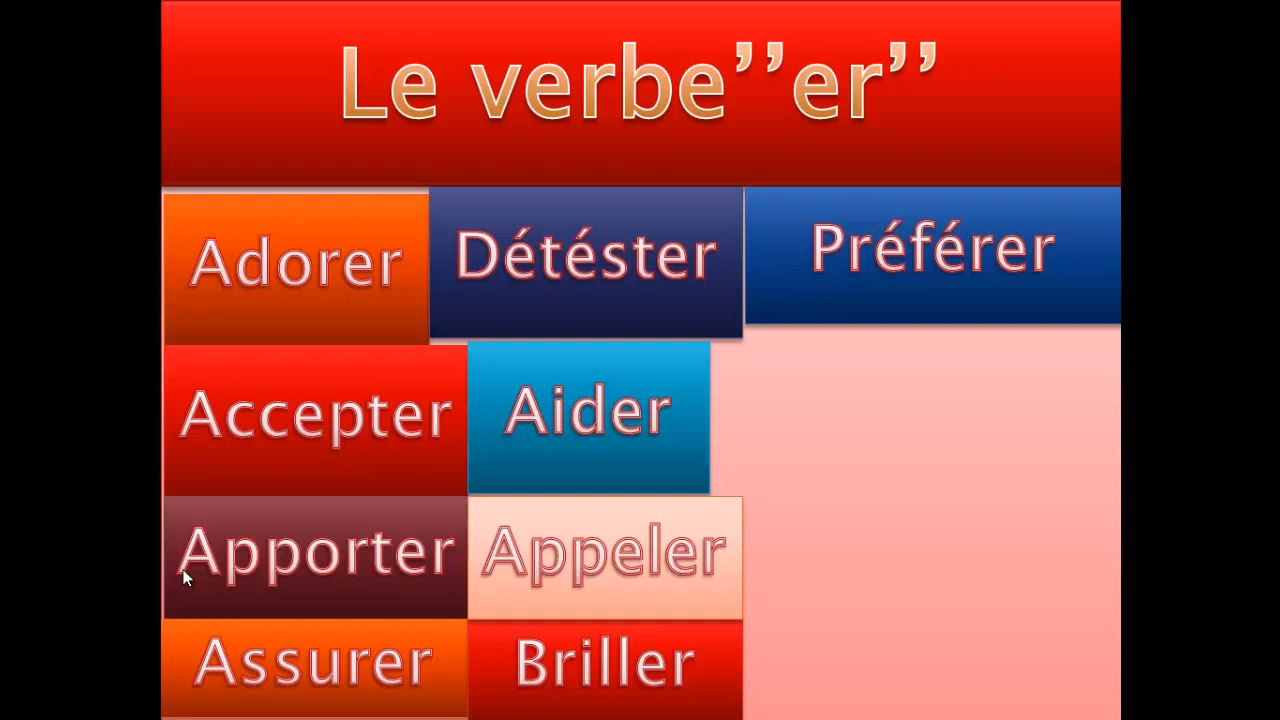 Le verbe’’er’’
Adorer
Détéster
Préférer
Accepter
Aider
Apporter
Appeler
Assurer
Briller